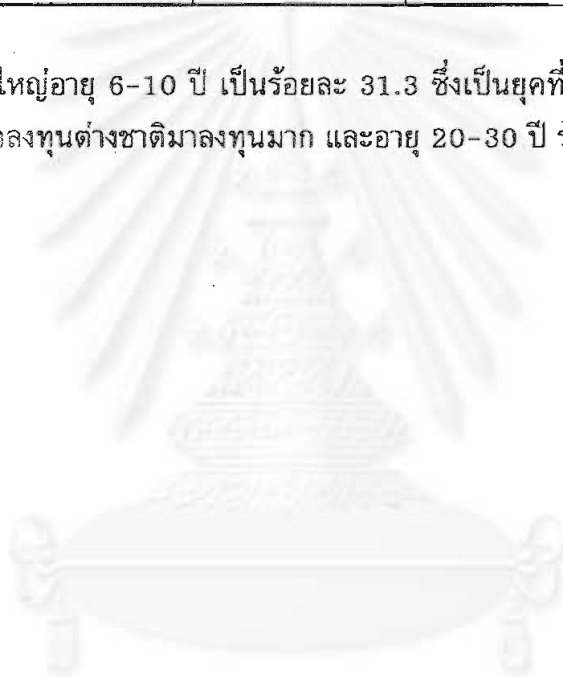 ใหญ่อายุ 6-10 ปี เป็นร้อยละ 31.3 ซึ่งเป็นยุคที่
ลงทุนต่างชาติมาลงทุนมาก และอายุ 20-30 ปี